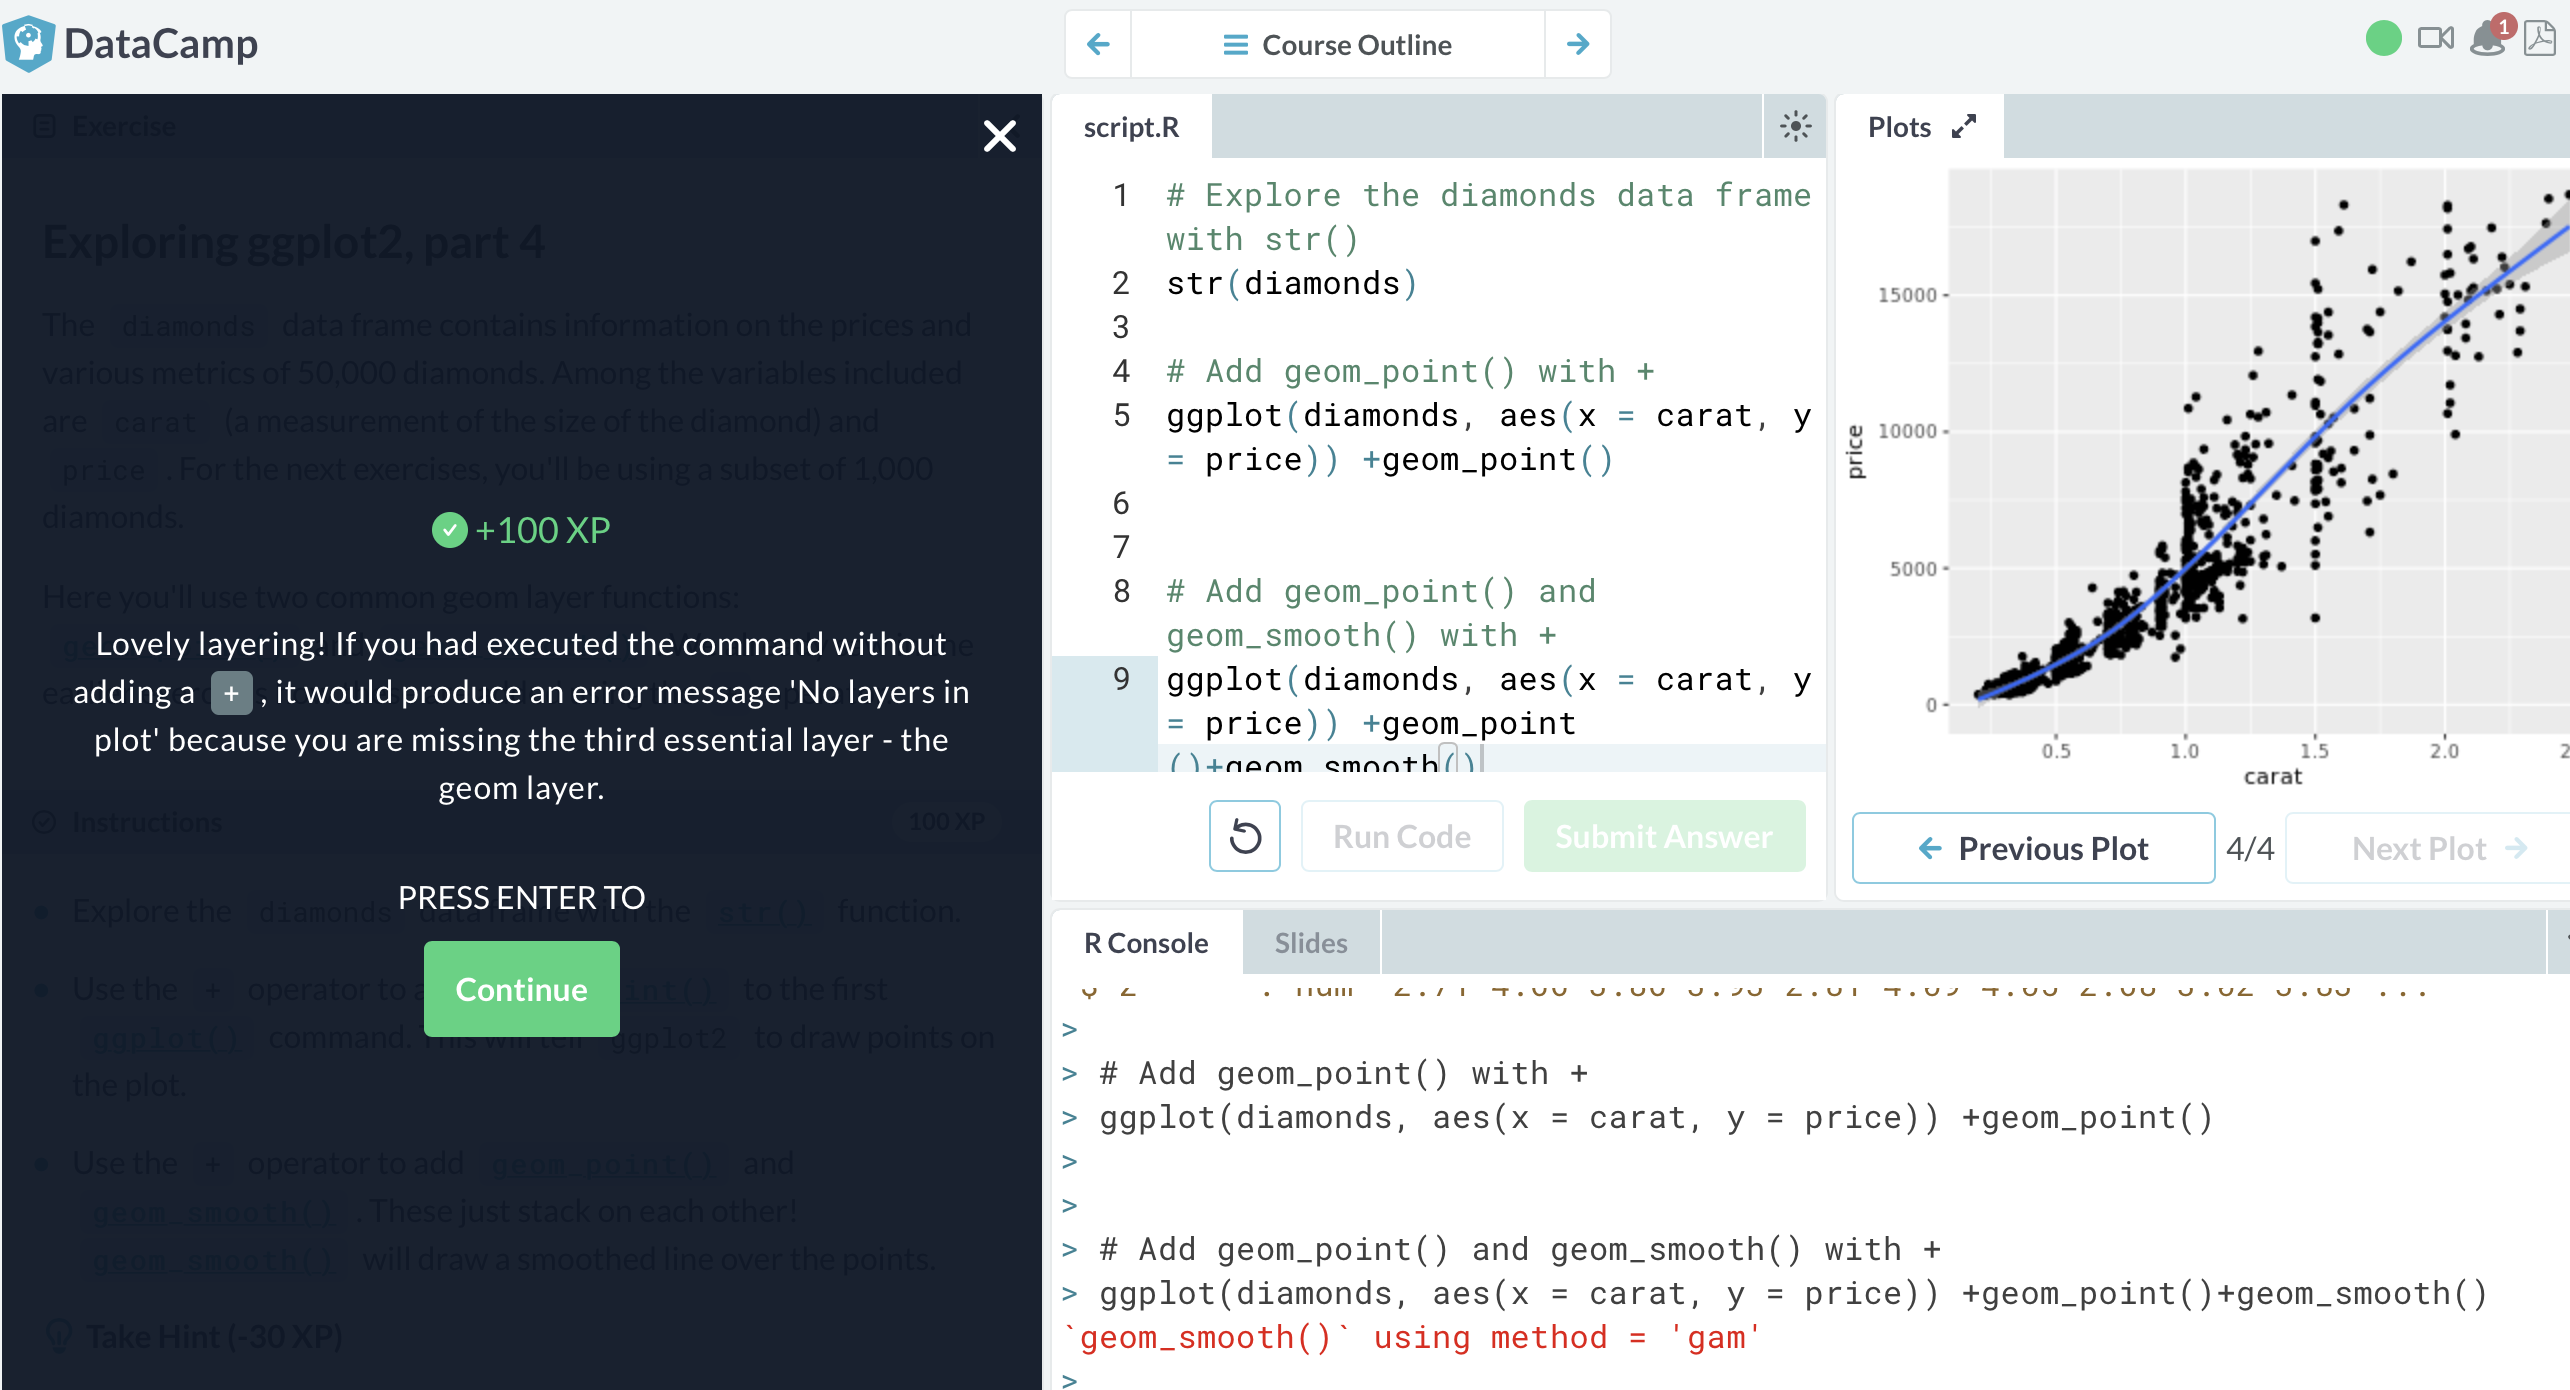 DataCamp
Course Outline
1
Exercise
Exploring ggplot2, part 4
The diamonds data frame contains information on the prices and
various metrics of 50,000 diamonds. Among the variables included
are carat (a measurement of the size of the diamond) and
price . For the next exercises, you'll be using a subset of 1,000
diamonds.
+100 XP
Here you'll use two common geom layer functions:
Lovely layering! If you had executed the command without
adding a + , it would produce an error message 'No layers in
plot' because you are missing the third essential layer - the
geom layer.
Instructions
100 XP
PRESS ENTER TO
Explore the diamonds data frame with the str() function.
Continue
Use the + operator to to the first
ggplot() command. This will tell ggplot2 to draw points on
the plot.
Use the + operator to add geom_point() and
geom_smooth() . These just stack on each other!
geom_smooth() will draw a smoothed line over the points.
Take Hint (-30 XP)
script.R
1 # Explore the diamonds data frame
with str()
2 str(diamonds)
3
4 # Add geom_point() with +
5 ggplot(diamonds, aes(x = carat, y
= price)) +geom_point()
6
7
8 # Add geom_point() and
geom_smooth() with +
9 ggplot(diamonds, aes(x = carat, y
= price)) +geom_point
()+geom_smooth()
Run Code
Submit Answer
Plots
15000
10000
5000
0
price
0.5 1.0 1.5 2.0 2
carat
Previous Plot
4/4
Next Plot
R Console
Slides
$ z : num 2.71 4.00 3.80 3.93 2.81 4.09 4.05 2.68 3.02 3.83 ...
>
> # Add geom_point() with +
> ggplot(diamonds, aes(x = carat, y = price)) +geom_point()
>
>
> # Add geom_point() and geom_smooth() with +
> ggplot(diamonds, aes(x = carat, y = price)) +geom_point()+geom_smooth()
`geom_smooth()` using method = 'gam'
>